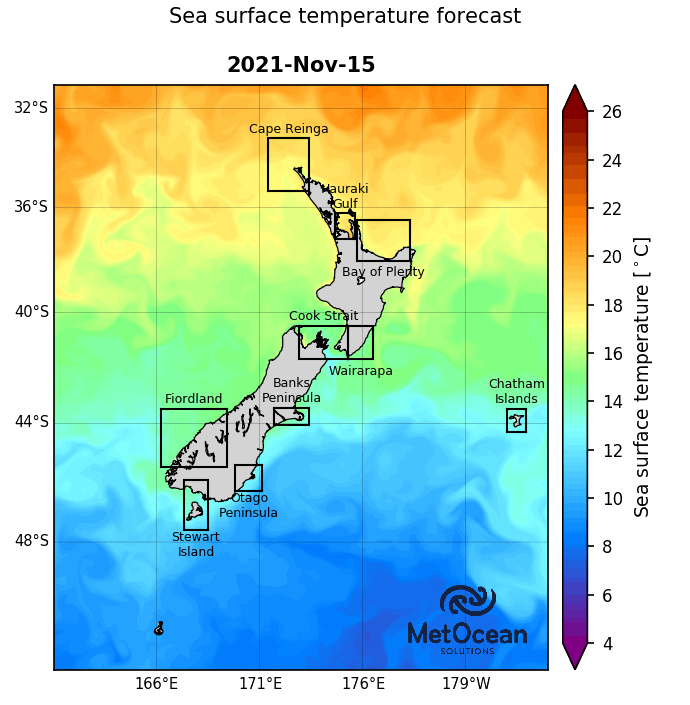 Sea surface temperature forecast
2021-Nov-15
32°S
36°S
40°S
44°S
48°S
166°E
171°E
176°E
179°W
Cape Reinga
Hauraki
Gulf
Bay of Plenty
Cook Strait
Wairarapa
Banks
Peninsula
Fiordland
Chatham
Islands
Otago
Peninsula
Stewart
Island
MetOcean
SOLUTIONS
26
24
22
20
18
16
14
12
10
8
6
4
Sea surface temperature [°C]